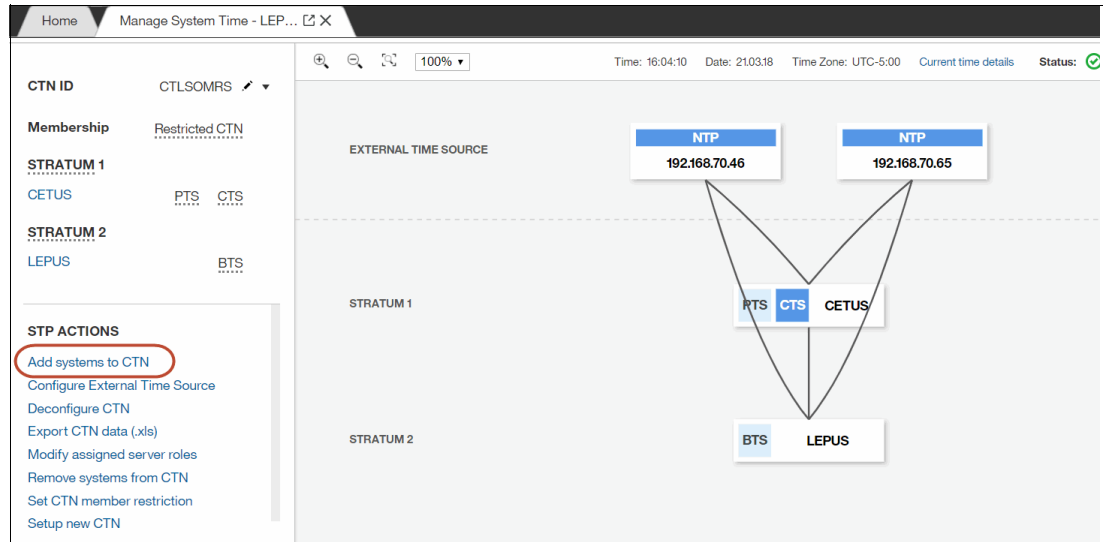 Home
Manage System Time - LEP...
100%
Time: 16:04:10 Date: 21.03.18 Time Zone: UTC-5:00 Current time details Status:
CTN ID CTLSOMRS
Membership Restricted CTN
STRATUM 1
CETUS PTS CTS
STRATUM 2
LEPUS BTS
STP ACTIONS
Add systems to CTN
Configure External Time Source
Deconfigure CTN
Export CTN data (.xls)
Modify assigned server roles
Remove systems from CTN
Set CTN member restriction
Setup new CTN
EXTERNAL TIME SOURCE
NTP
192.168.70.46
NTP
192.168.70.65
STRATUM 1
PTS CTS CETUS
STRATUM 2
BTS LEPUS